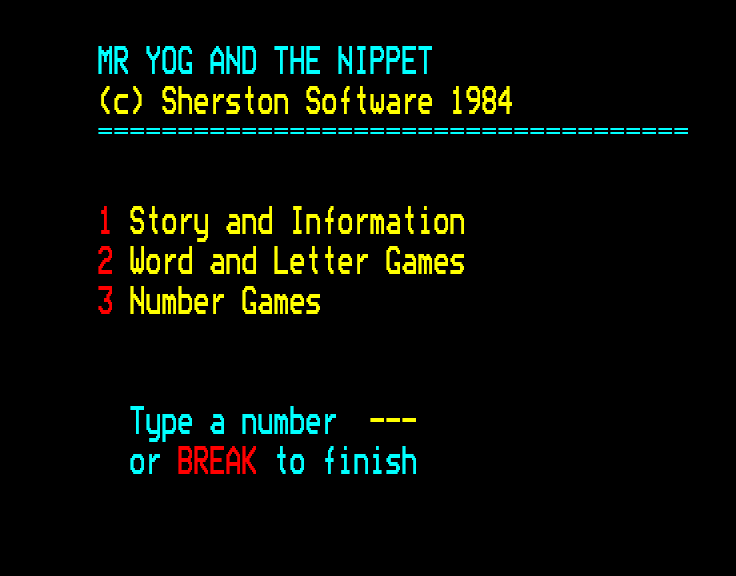 MR YOG AND THE NIPPET
(c) Sherston Software 1984
=====================================
1 Story and Information
2 Word and Letter Games
3 Number Games
Type a number ---
or BREAK to finish